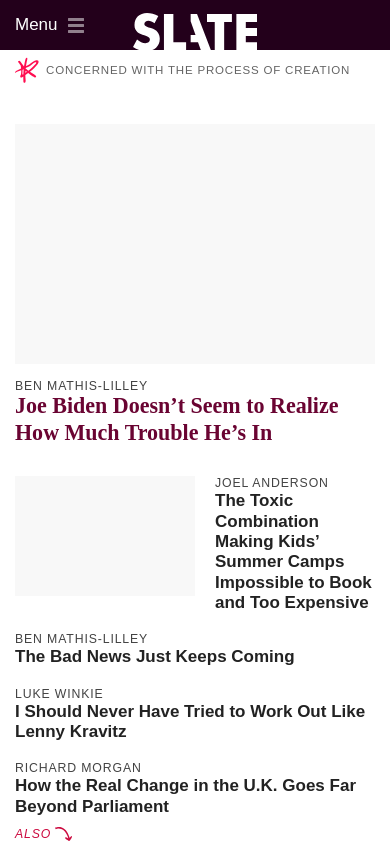 Menu
SLATE
CONCERNED WITH THE PROCESS OF CREATION
BEN MATHIS-LILLEY
Joe Biden Doesn’t Seem to Realize
How Much Trouble He’s In
JOEL ANDERSON
The Toxic
Combination
Making Kids’
Summer Camps
Impossible to Book
and Too Expensive
BEN MATHIS-LILLEY
The Bad News Just Keeps Coming
LUKE WINKIE
I Should Never Have Tried to Work Out Like
Lenny Kravitz
RICHARD MORGAN
How the Real Change in the U.K. Goes Far
Beyond Parliament
ALSO